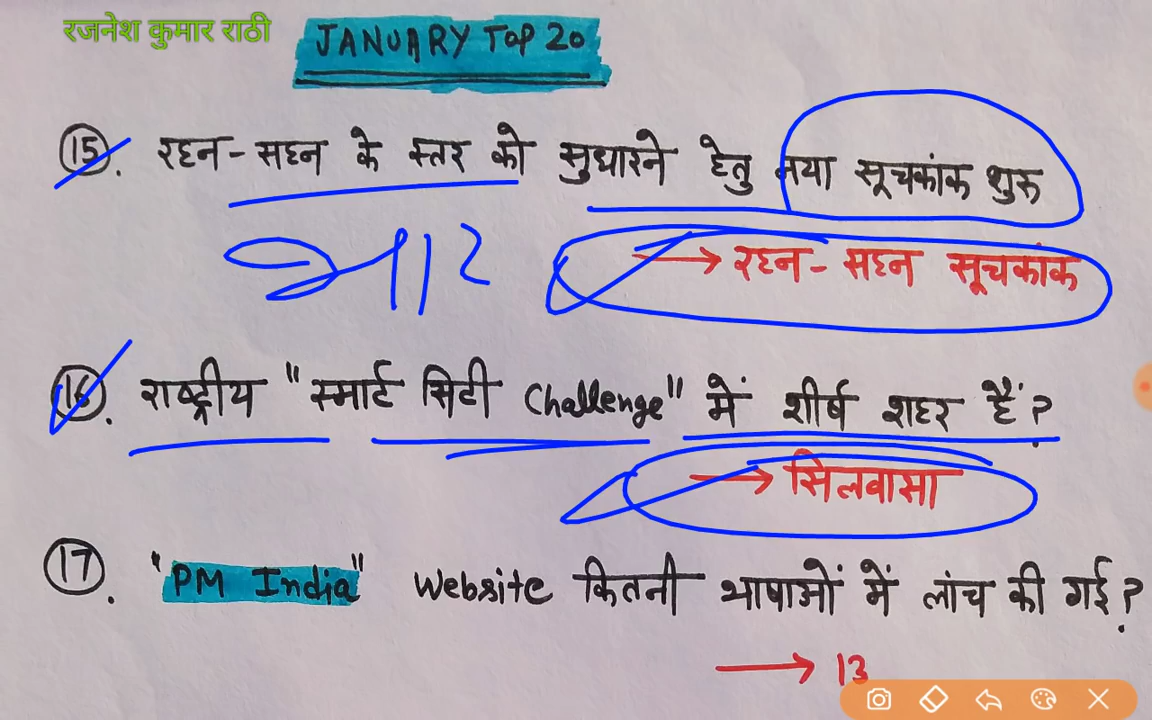 रजनेश कुमार राठी
JANUARY TOP 20
15. रहन-सहन के स्तर को सुधारने हेतु नया सूचकांक शुरु
→ रहन-सहन सूचकांक
16. राष्ट्रीय "स्मार्ट सिटी Challenge" में शीर्ष शहर हैं?
→ सिलवासा
17. "PM India" Website कितनी भाषाओं में लांच की गई?
→ 13